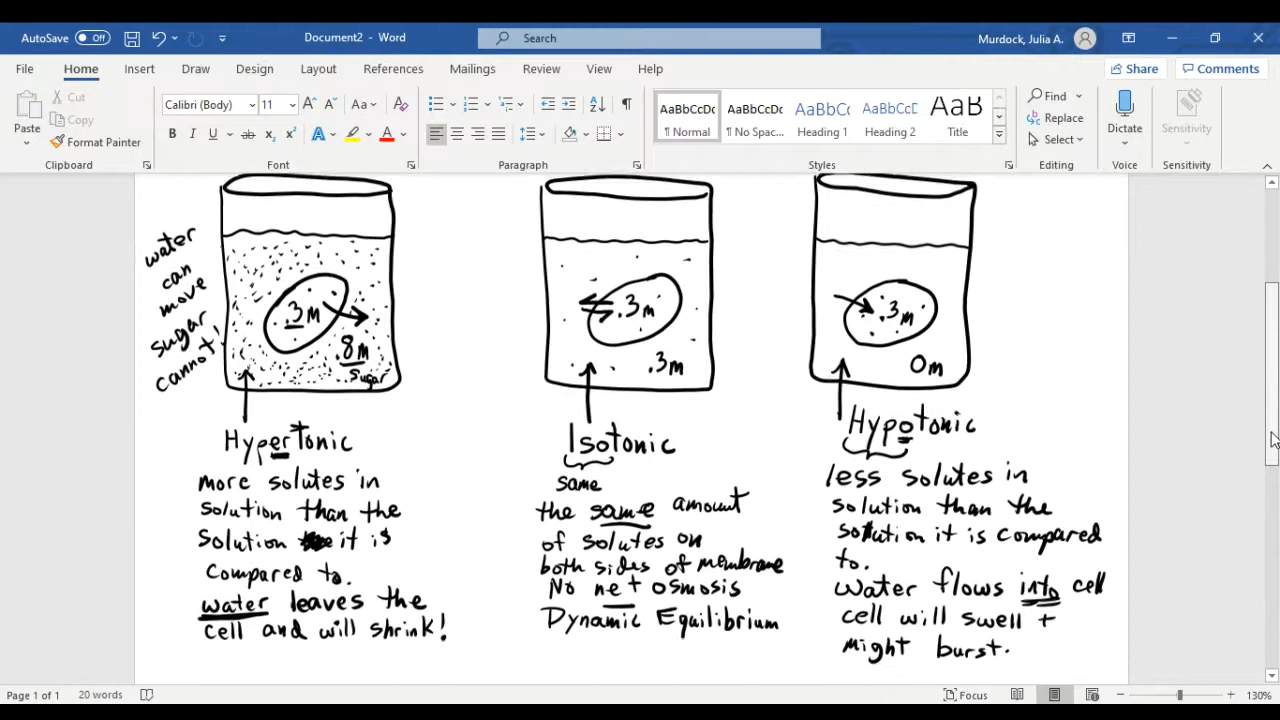 AutoSave Off
Document2 - Word
Search
Murdock, Julia A.
File Home Insert Draw Design Layout References Mailings Review View Help
Share Comments
Paste
Cut
Copy
Format Painter
Clipboard
Calibri (Body) 11
Font
Paragraph
AaBbCcDc AaBbCcDc AaBbC( AaBbCcE AaB
¶ Normal ¶ No Spac... Heading 1 Heading 2 Title
Styles
Find
Replace
Select
Editing
Dictate
Voice
Sensitivity
Sensitivity
water
can
move
sugar
cannot!
.3m
.8m
sugar
Hypertonic
more solutes in
solution than the
solution it is
compared to.
water leaves the
cell and will shrink!
.3m
.3m
Isotonic
same
the same amount
of solutes on
both sides of membrane
No net osmosis
Dynamic Equilibrium
.3m
0m
Hypotonic
less solutes in
solution than the
solution it is compared
to.
water flows into cell
cell will swell +
might burst.
Page 1 of 1 20 words
Focus
130%